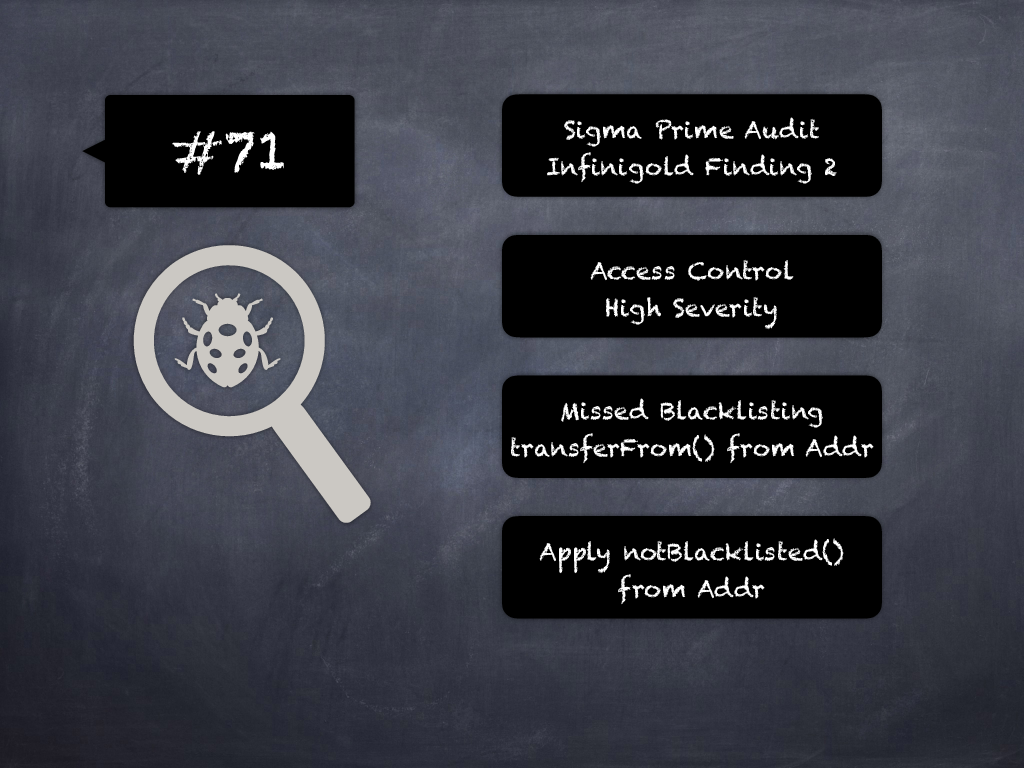 #71
Sigma Prime Audit
Infinigold Finding 2
Access Control
High Severity
Missed Blacklisting
transferFrom() from Addr
Apply notBlacklisted()
from Addr